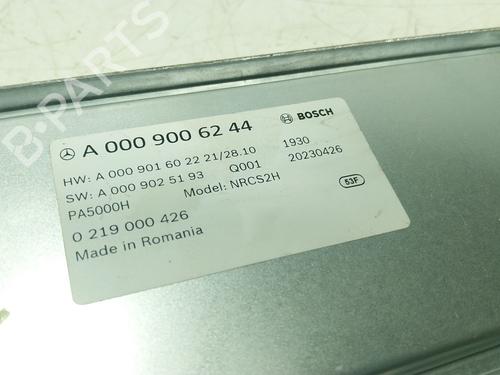 B-PARTS
A 000 900 62 44
BOSCH
HW: A 000 901 60 22 21/28.10 1930
SW: A 000 902 51 93 Q001 20230426
PA5000H Model: NRCS2H 53F
0 219 000 426
Made in Romania